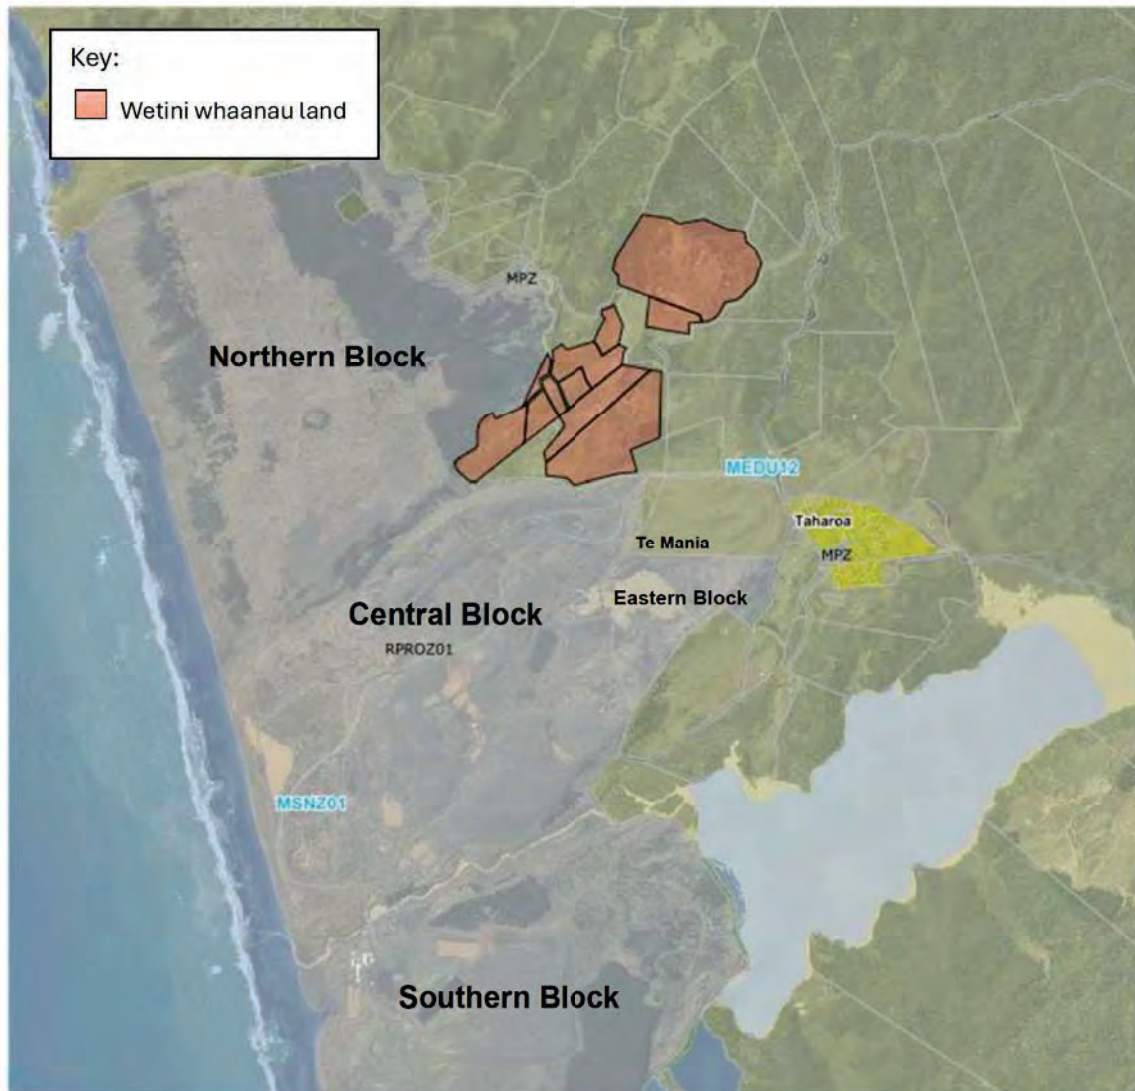 Key:
Wetini whaanau land
MPZ
Northern Block
MEDU12
Taharoa
Te Mania
MPZ
Eastern Block
Central Block
RPROZ01
MSNZ01
Southern Block